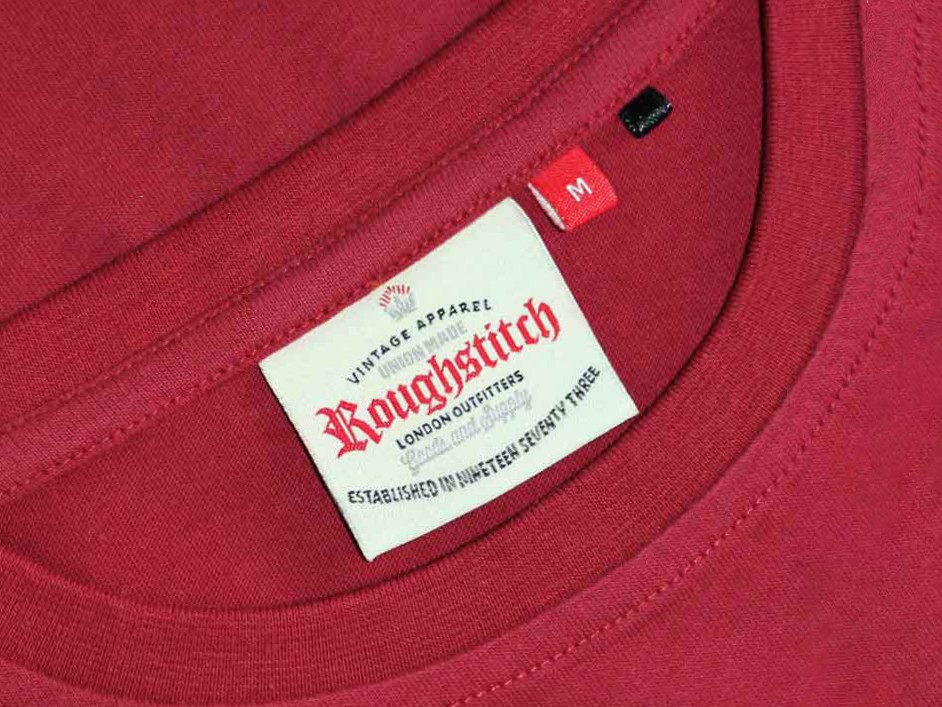 VINTAGE APPAREL
UNION MADE
Roughstitch
LONDON OUTFITTERS
Goods and Supply
ESTABLISHED IN NINETEEN SEVENTY THREE
M